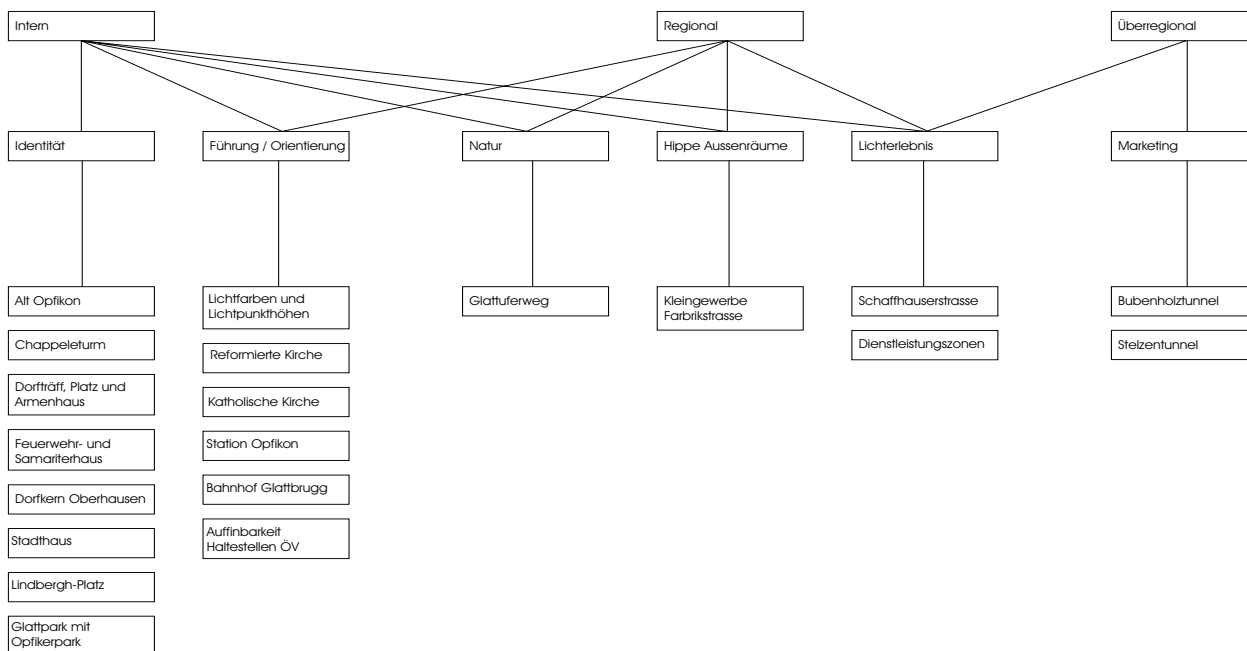 Intern
Regional
Überregional
Identität
Führung / Orientierung
Natur
Hippe Aussenräume
Lichterlebnis
Marketing
Alt Opfikon
Chappeleturm
Dorfträff, Platz und
Armenhaus
Feuerwehr- und
Samariterhaus
Dorfkern Oberhausen
Stadthaus
Lindbergh-Platz
Glattpark mit
Opfikerpark
Lichtfarben und
Lichtpunkthöhen
Reformierte Kirche
Katholische Kirche
Station Opfikon
Bahnhof Glattbrugg
Auffinbarkeit
Haltestellen ÖV
Glattuferweg
Kleingewerbe
Farbrikstrasse
Schaffhauserstrasse
Dienstleistungszonen
Bubenholztunnel
Stelzentunnel